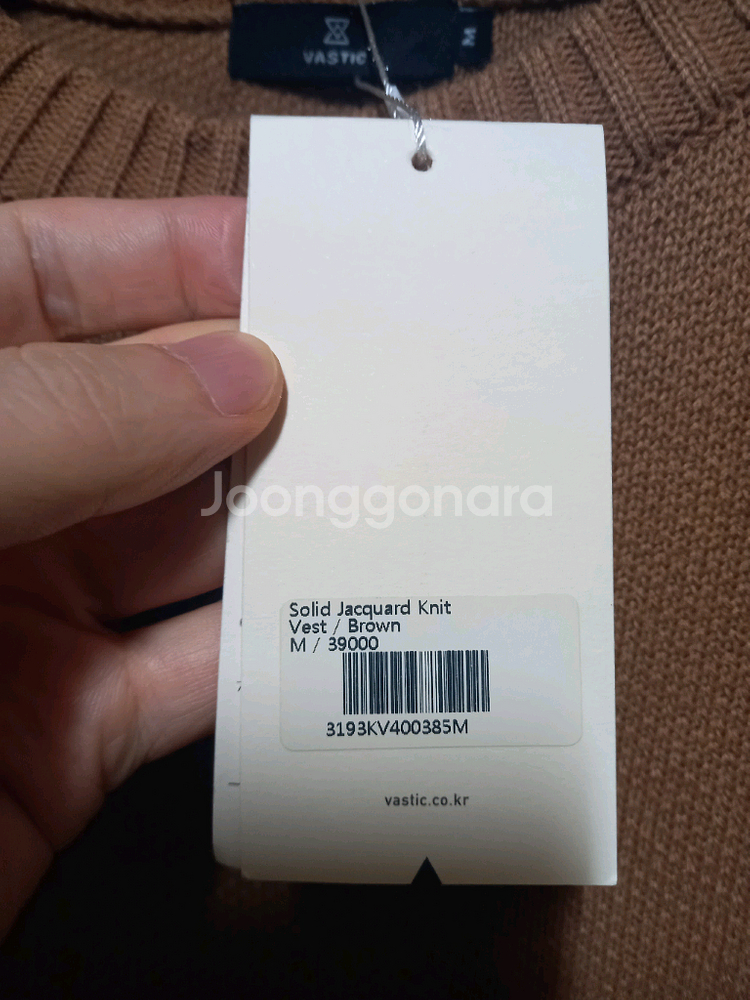 VASTIC
M
Joonggonara
Solid Jacquard Knit
Vest / Brown
M / 39000
3193KV400385M
vastic.co.kr